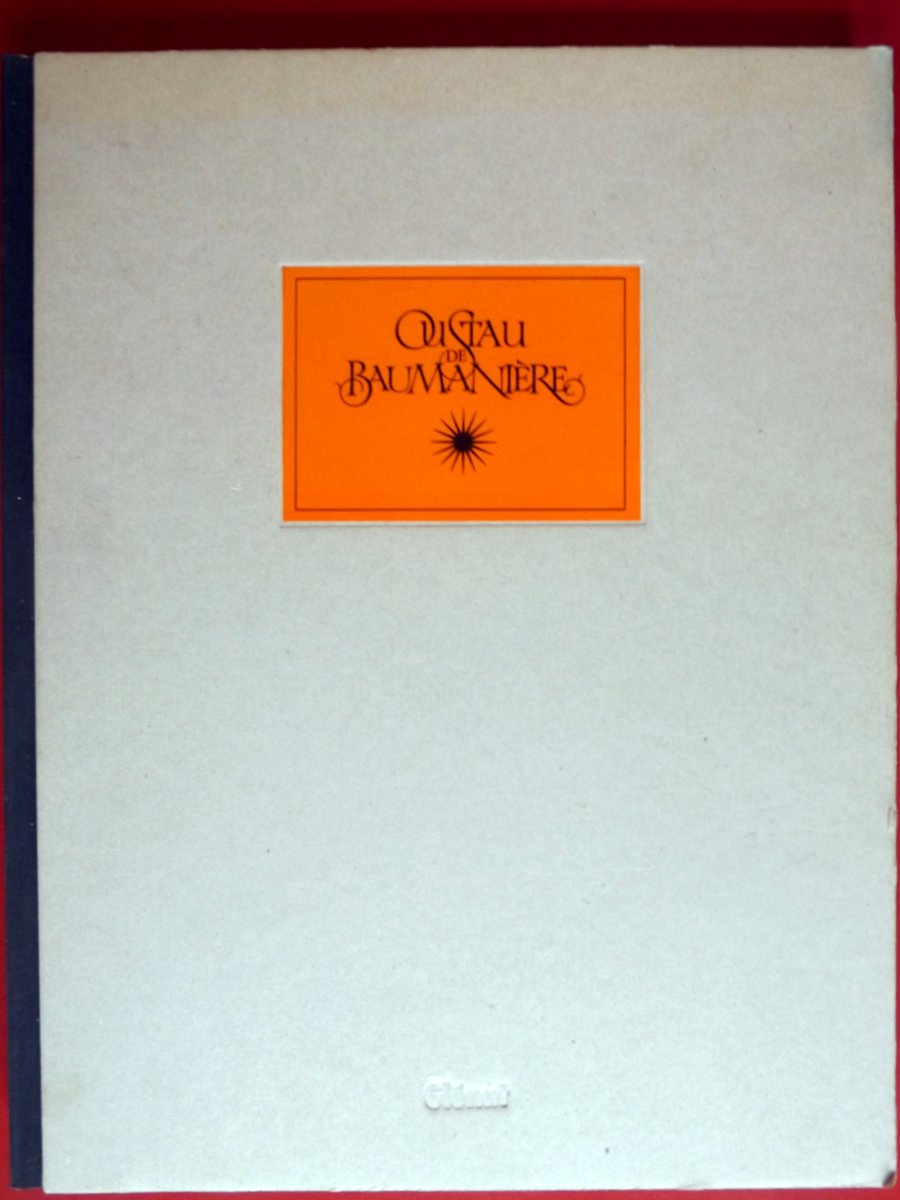 OUSTAU
DE
BAUMANIÈRE
Glénat